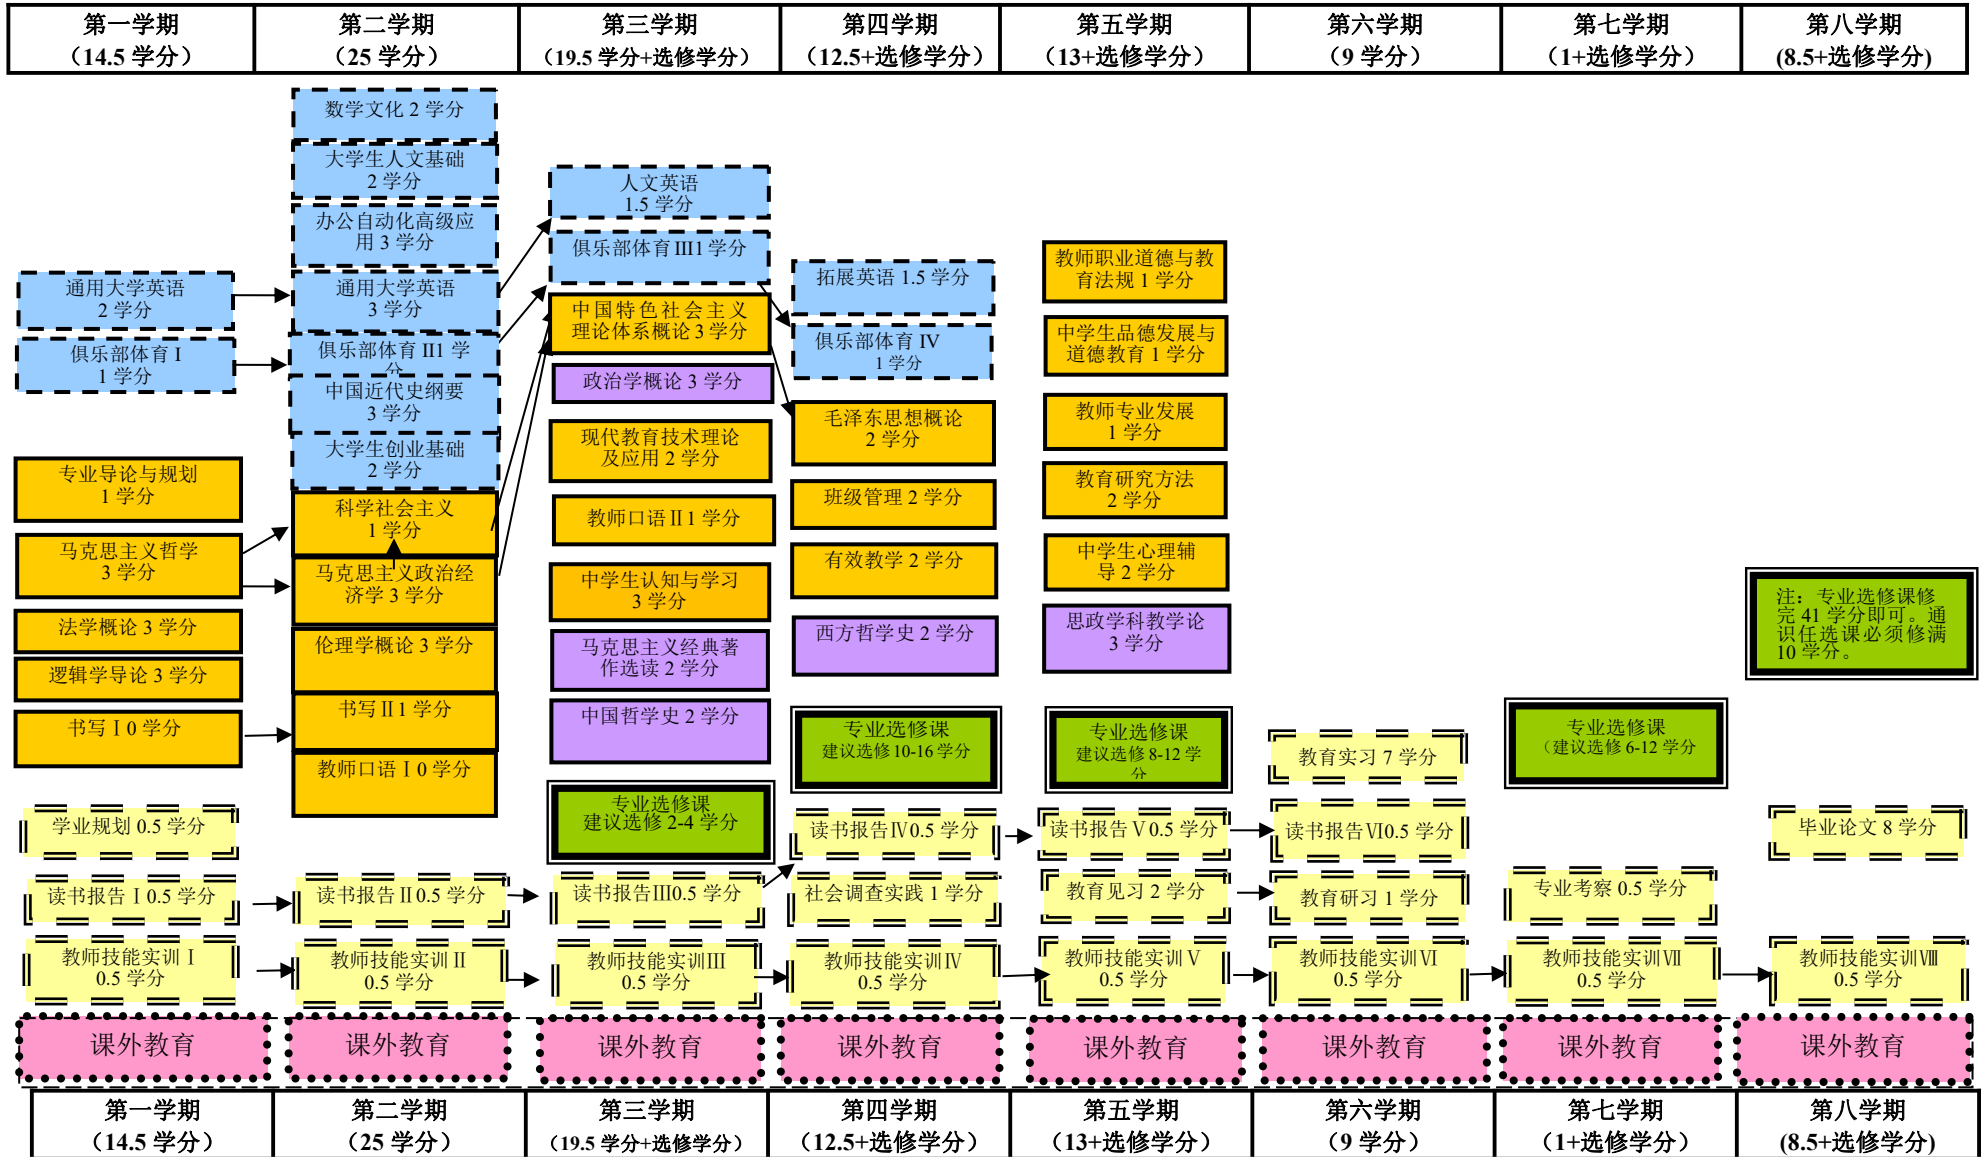 第一学期
（14.5 学分）
第二学期
（25 学分）
第三学期
（19.5 学分+选修学分）
第四学期
（12.5+选修学分）
第五学期
（13+选修学分）
第六学期
（9 学分）
第七学期
（1+选修学分）
第八学期
(8.5+选修学分)
通用大学英语
2 学分
俱乐部体育 I
1 学分
专业导论与规划
1 学分
马克思主义哲学
3 学分
法学概论 3 学分
逻辑学导论 3 学分
书写 I 0 学分
学业规划 0.5 学分
读书报告 I 0.5 学分
教师技能实训 I
0.5 学分
课外教育
数学文化 2 学分
大学生人文基础
2 学分
办公自动化高级应
用 3 学分
通用大学英语
3 学分
俱乐部体育 II1 学
分
中国近代史纲要
3 学分
大学生创业基础
2 学分
科学社会主义
1 学分
马克思主义政治经
济学 3 学分
伦理学概论 3 学分
书写 II 1 学分
教师口语 I 0 学分
读书报告 II 0.5 学分
教师技能实训 II
0.5 学分
课外教育
人文英语
1.5 学分
俱乐部体育 III1 学分
中国特色社会主义
理论体系概论 3 学分
政治学概论 3 学分
现代教育技术理论
及应用 2 学分
教师口语 II 1 学分
中学生认知与学习
3 学分
马克思主义经典著
作选读 2 学分
中国哲学史 2 学分
专业选修课
建议选修 2-4 学分
读书报告III0.5 学分
教师技能实训III
0.5 学分
课外教育
拓展英语 1.5 学分
俱乐部体育 IV
1 学分
毛泽东思想概论
2 学分
班级管理 2 学分
有效教学 2 学分
西方哲学史 2 学分
专业选修课
建议选修 10-16 学分
读书报告IV0.5 学分
社会调查实践 1 学分
教师技能实训IV
0.5 学分
课外教育
教师职业道德与教
育法规 1 学分
中学生品德发展与
道德教育 1 学分
教师专业发展
1 学分
教育研究方法
2 学分
中学生心理辅
导 2 学分
思政学科教学论
3 学分
专业选修课
建议选修 8-12 学
分
读书报告 V 0.5 学分
教育见习 2 学分
教师技能实训 V
0.5 学分
课外教育
教育实习 7 学分
读书报告VI0.5 学分
教育研习 1 学分
教师技能实训VI
0.5 学分
课外教育
专业选修课
（建议选修 6-12 学分
专业考察 0.5 学分
教师技能实训VII
0.5 学分
课外教育
注：专业选修课修
完 41 学分即可。通
识任选课必须修满
10 学分。
毕业论文 8 学分
教师技能实训VIII
0.5 学分
课外教育
第一学期
（14.5 学分）
第二学期
（25 学分）
第三学期
（19.5 学分+选修学分）
第四学期
（12.5+选修学分）
第五学期
（13+选修学分）
第六学期
（9 学分）
第七学期
（1+选修学分）
第八学期
(8.5+选修学分)